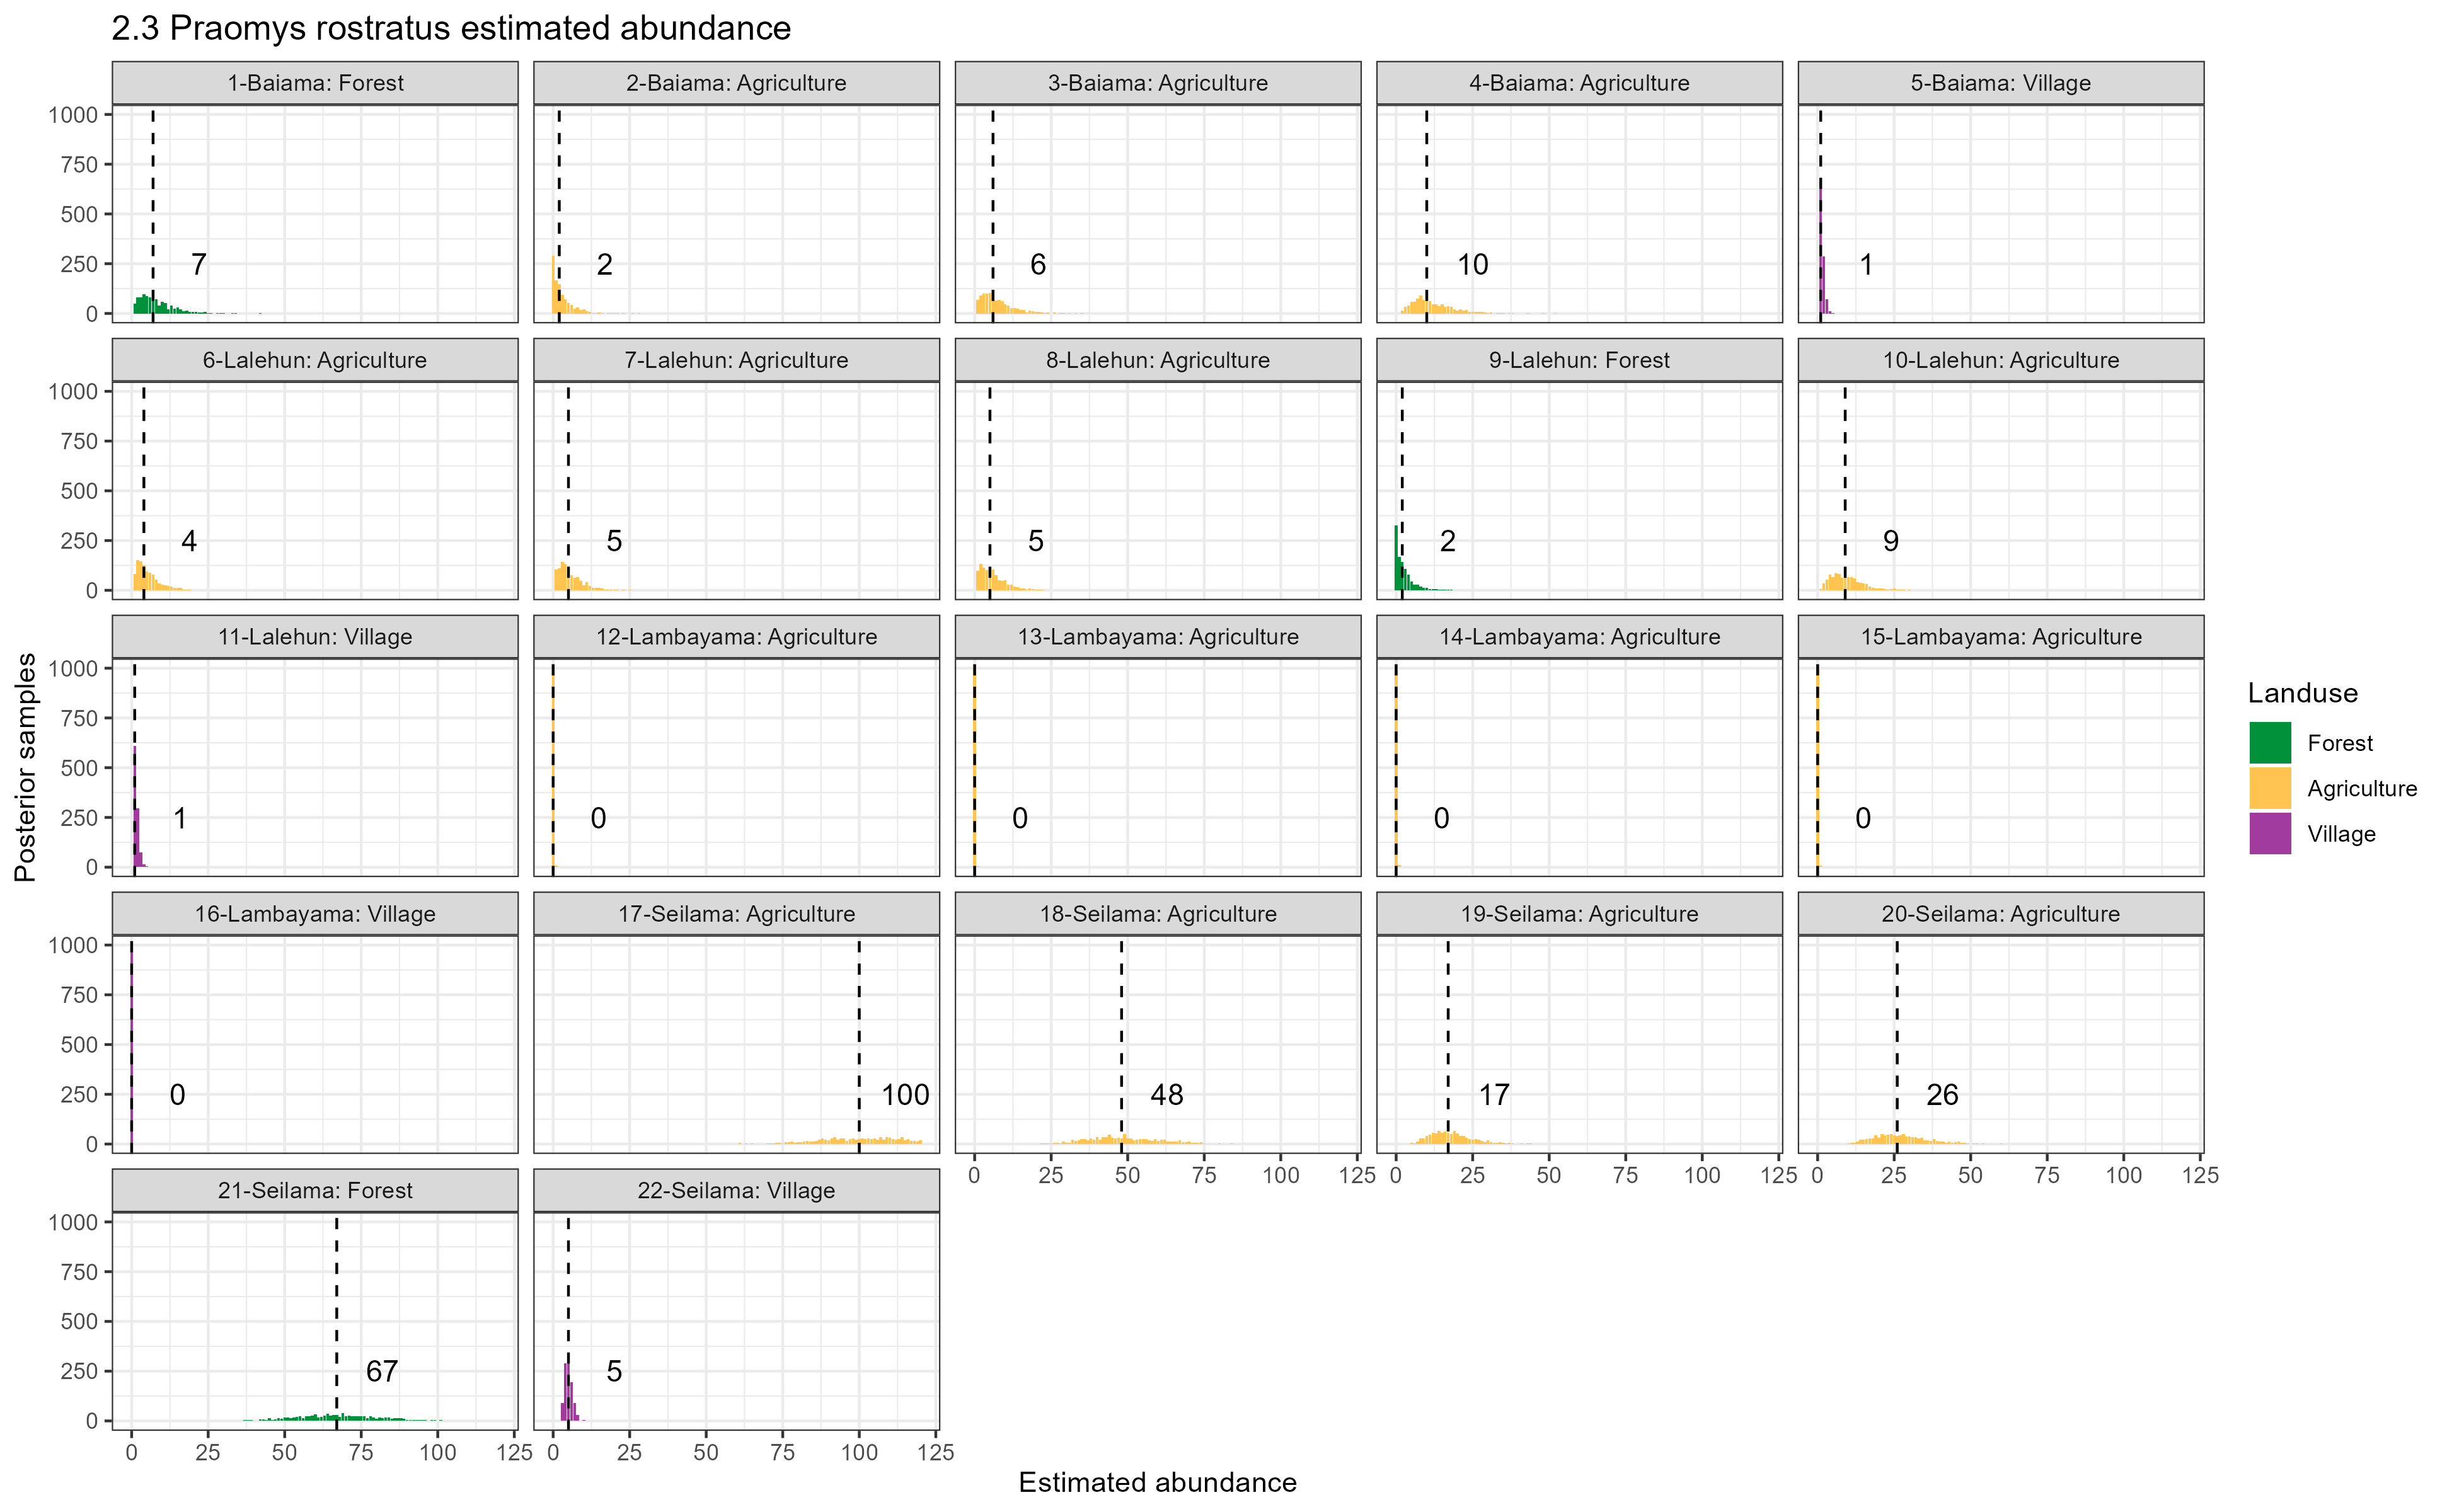 2.3 Praomys rostratus estimated abundance
1-Baiama: Forest
2-Baiama: Agriculture
3-Baiama: Agriculture
4-Baiama: Agriculture
5-Baiama: Village
1000
750
500
250
0
7
2
6
10
1
6-Lalehun: Agriculture
7-Lalehun: Agriculture
8-Lalehun: Agriculture
9-Lalehun: Forest
10-Lalehun: Agriculture
1000
750
500
250
0
4
5
5
2
9
11-Lalehun: Village
12-Lambayama: Agriculture
13-Lambayama: Agriculture
14-Lambayama: Agriculture
15-Lambayama: Agriculture
1000
750
500
250
0
1
0
0
0
0
16-Lambayama: Village
17-Seilama: Agriculture
18-Seilama: Agriculture
19-Seilama: Agriculture
20-Seilama: Agriculture
1000
750
500
250
0
0
100
48
17
26
0 25 50 75 100 125
0 25 50 75 100 125
0 25 50 75 100 125
21-Seilama: Forest
22-Seilama: Village
1000
750
500
250
0
67
5
0 25 50 75 100 125
0 25 50 75 100 125
Estimated abundance
Posterior samples
Landuse
Forest
Agriculture
Village